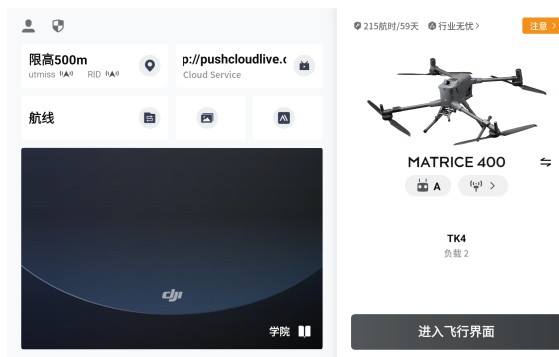 限高500m
utmiss RID
p://pushcloudlive.c
Cloud Service
航线
dji
学院
215航时/59天 行业无忧>
注意 >
MATRICE 400
A
TK4
负载 2
进入飞行界面